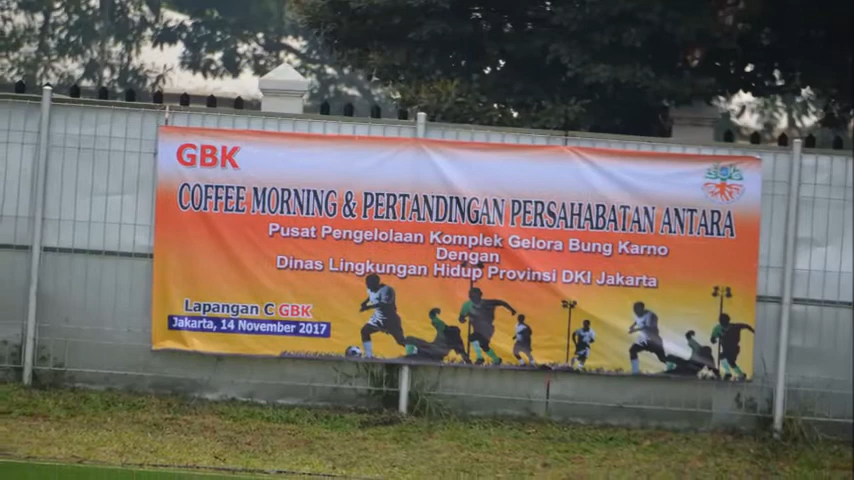 GBK
COFFEE MORNING & PERTANDINGAN PERSAHABATAN ANTARA
Pusat Pengelolaan Komplek Gelora Bung Karno
Dengan
Dinas Lingkungan Hidup Provinsi DKI Jakarta
Lapangan C GBK
Jakarta, 14 November 2017